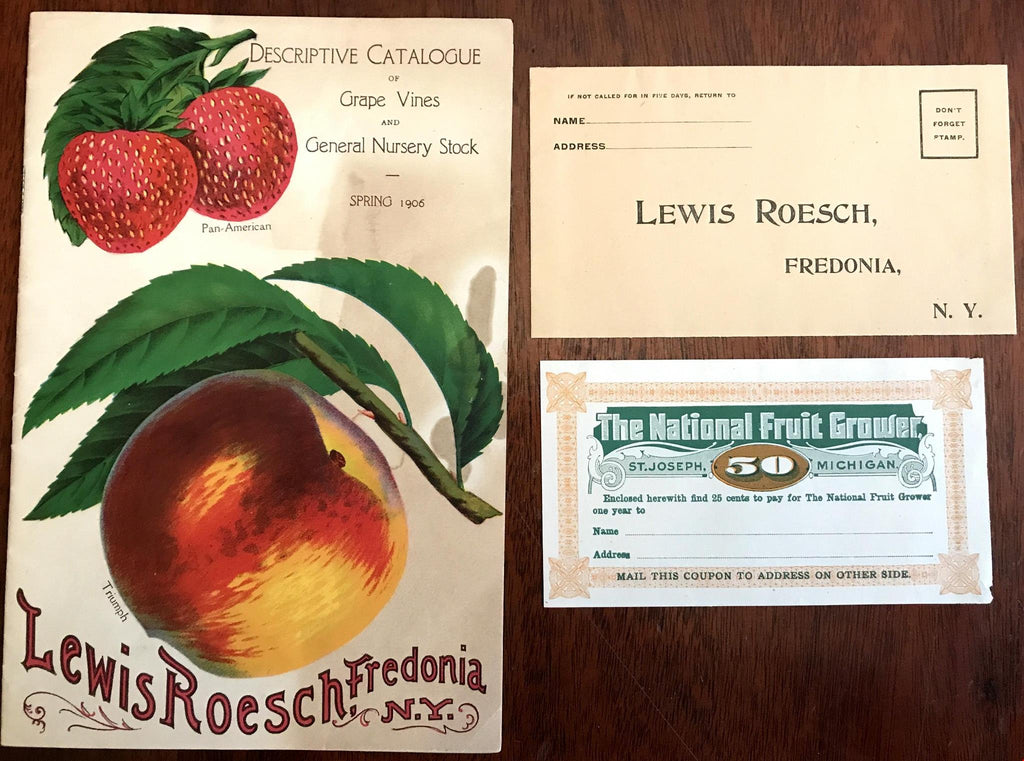 DESCRIPTIVE CATALOGUE
OF
Grape Vines
AND
General Nursery Stock
SPRING 1906
Pan-American
Triumph
Lewis Roesch, Fredonia
N.Y.
IF NOT CALLED FOR IN FIVE DAYS, RETURN TO
NAME
ADDRESS
DON'T
FORGET
STAMP.
LEWIS ROESCH,
FREDONIA,
N. Y.
The National Fruit Grower,
ST. JOSEPH, 50 MICHIGAN
Enclosed herewith find 25 cents to pay for The National Fruit Grower
one year to
Name
Address
MAIL THIS COUPON TO ADDRESS ON OTHER SIDE.